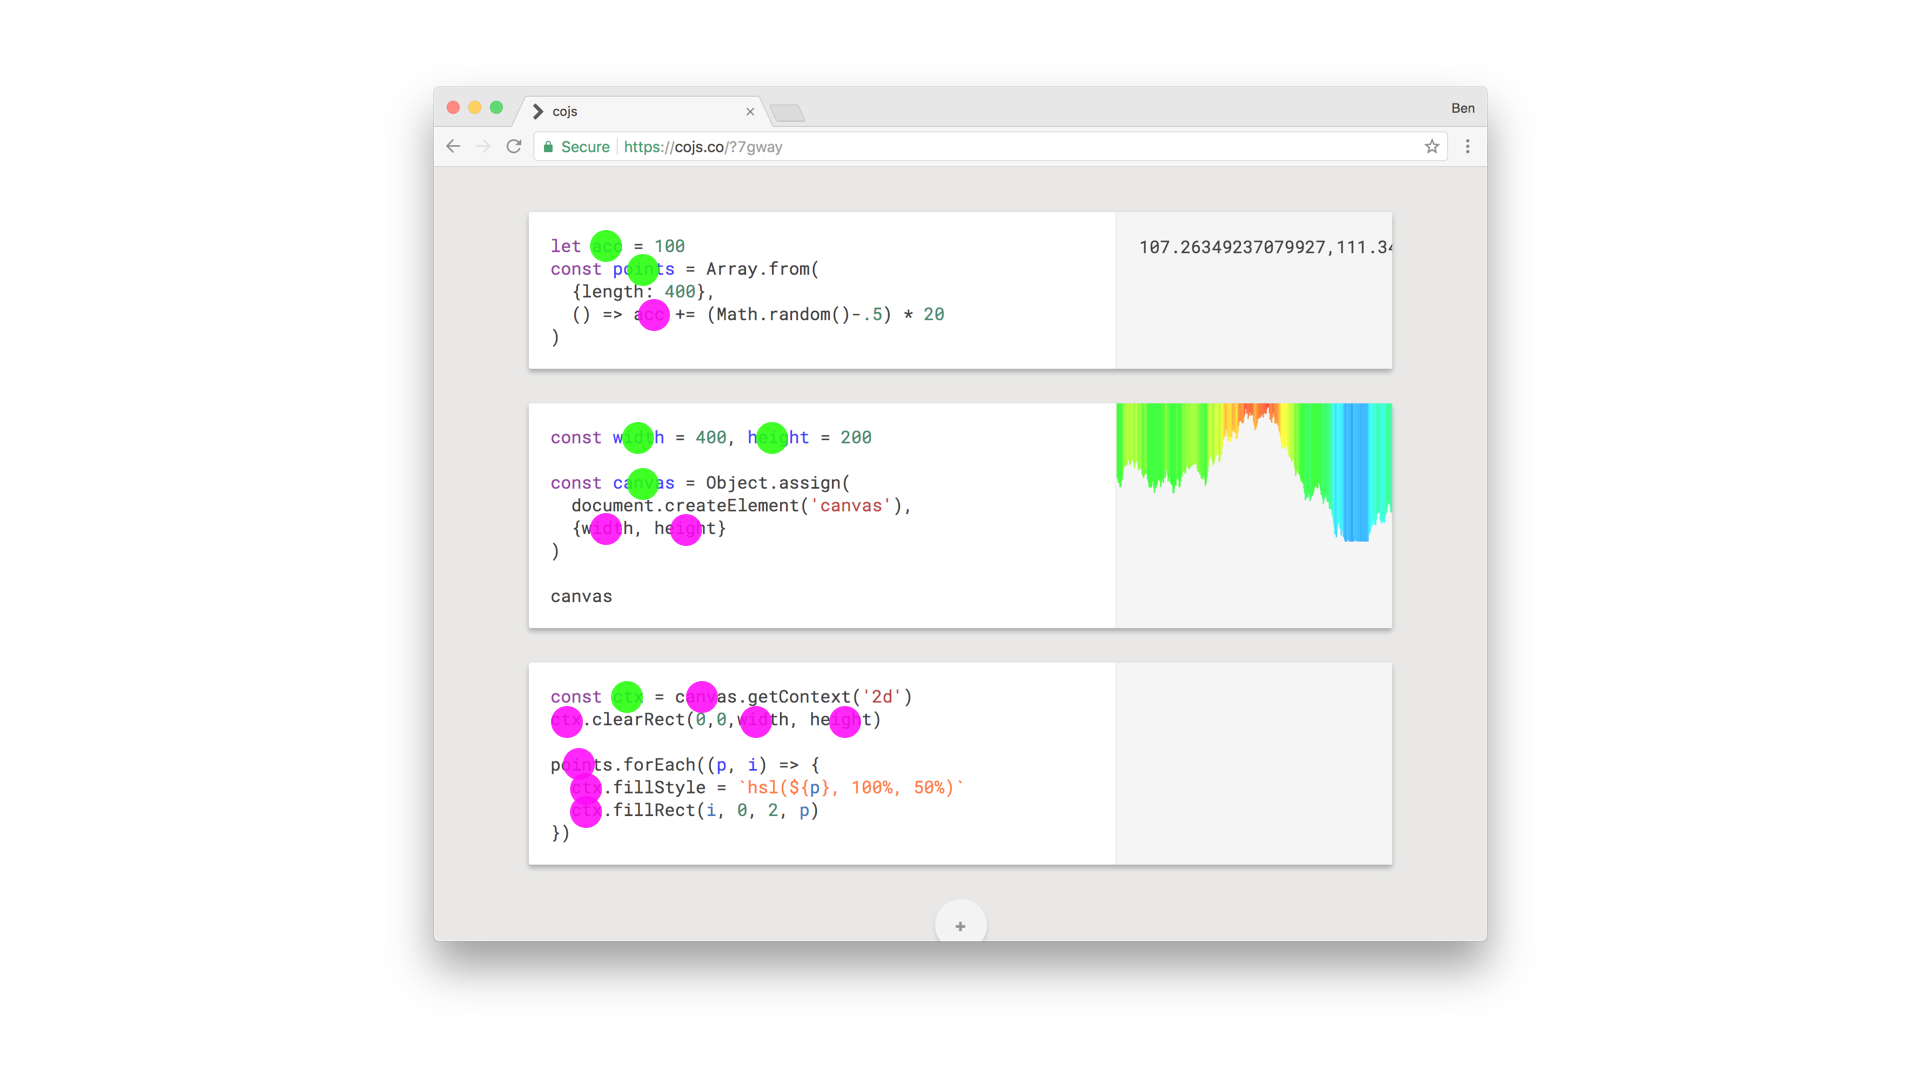 cojs
Ben
Secure https://cojs.co/?7gway
let acc = 100
const points = Array.from(
{length: 400},
() => acc += (Math.random()-.5) * 20
)
107.26349237079927,111.34
const width = 400, height = 200
const canvas = Object.assign(
document.createElement('canvas'),
{width, height}
)
canvas
const ctx = canvas.getContext('2d')
ctx.clearRect(0,0,width, height)
points.forEach((p, i) => {
ctx.fillStyle = `hsl(${p}, 100%, 50%)`
ctx.fillRect(i, 0, 2, p)
})
+